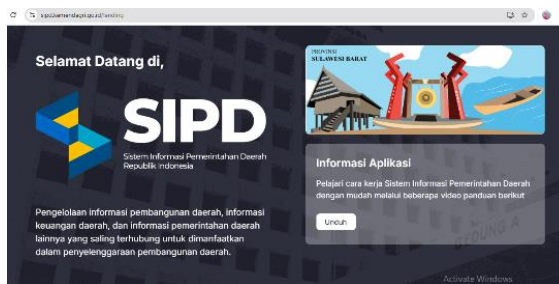 Selamat Datang di,
SIPD
Sistem Informasi Pemerintahan Daerah
Republik Indonesia
Pengelolaan informasi pembangunan daerah, informasi
keuangan daerah, dan informasi pemerintahan daerah
lainnya yang saling terhubung untuk dimanfaatkan
dalam penyelenggaraan pembangunan daerah.
PROVINSI
SULAWESI BARAT
Informasi Aplikasi
Pelajari cara kerja Sistem Informasi Pemerintahan Daerah
dengan mudah melalui beberapa video panduan berikut
Unduh
GEDUNG A
Activate Windows